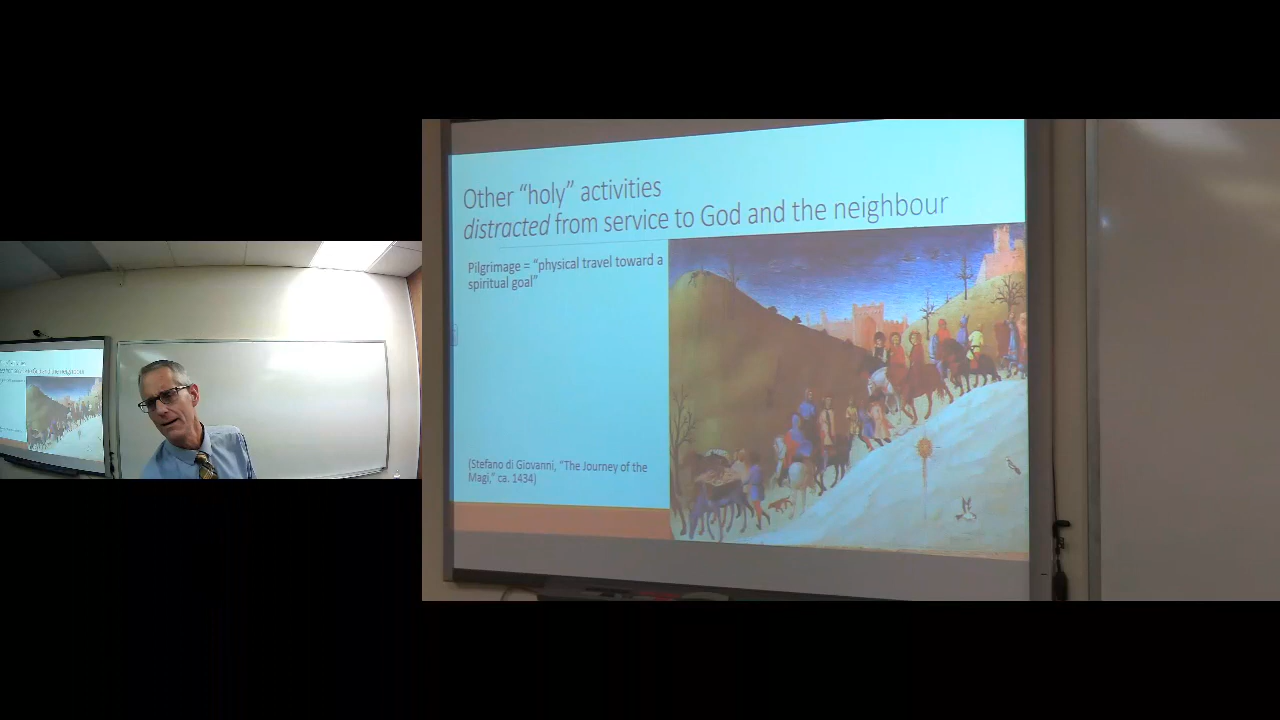 Other “holy” activities
distracted from service to God and the neighbour
Pilgrimage = “physical travel toward a
spiritual goal”
(Stefano di Giovanni, “The Journey of the
Magi,” ca. 1434)